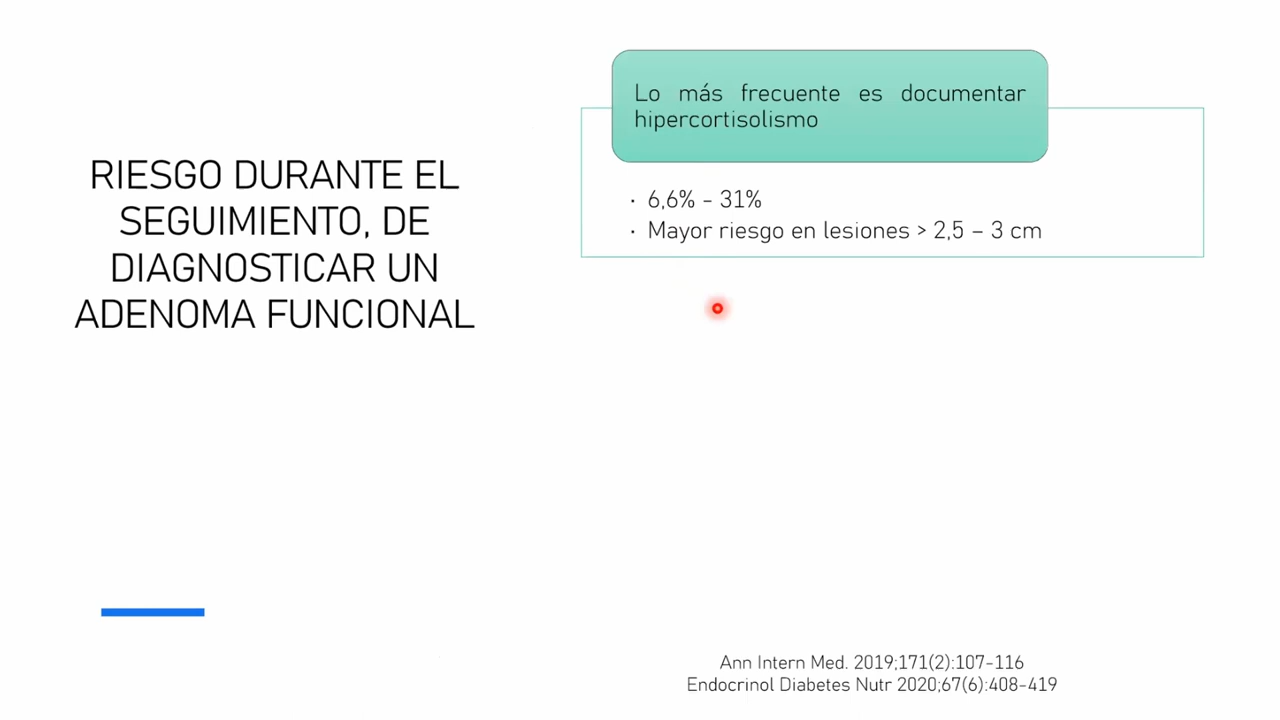 RIESGO DURANTE EL
SEGUIMIENTO, DE
DIAGNOSTICAR UN
ADENOMA FUNCIONAL
Lo más frecuente es documentar
hipercortisolismo
· 6,6% - 31%
· Mayor riesgo en lesiones > 2,5 – 3 cm
Ann Intern Med. 2019;171(2):107-116
Endocrinol Diabetes Nutr 2020;67(6):408-419